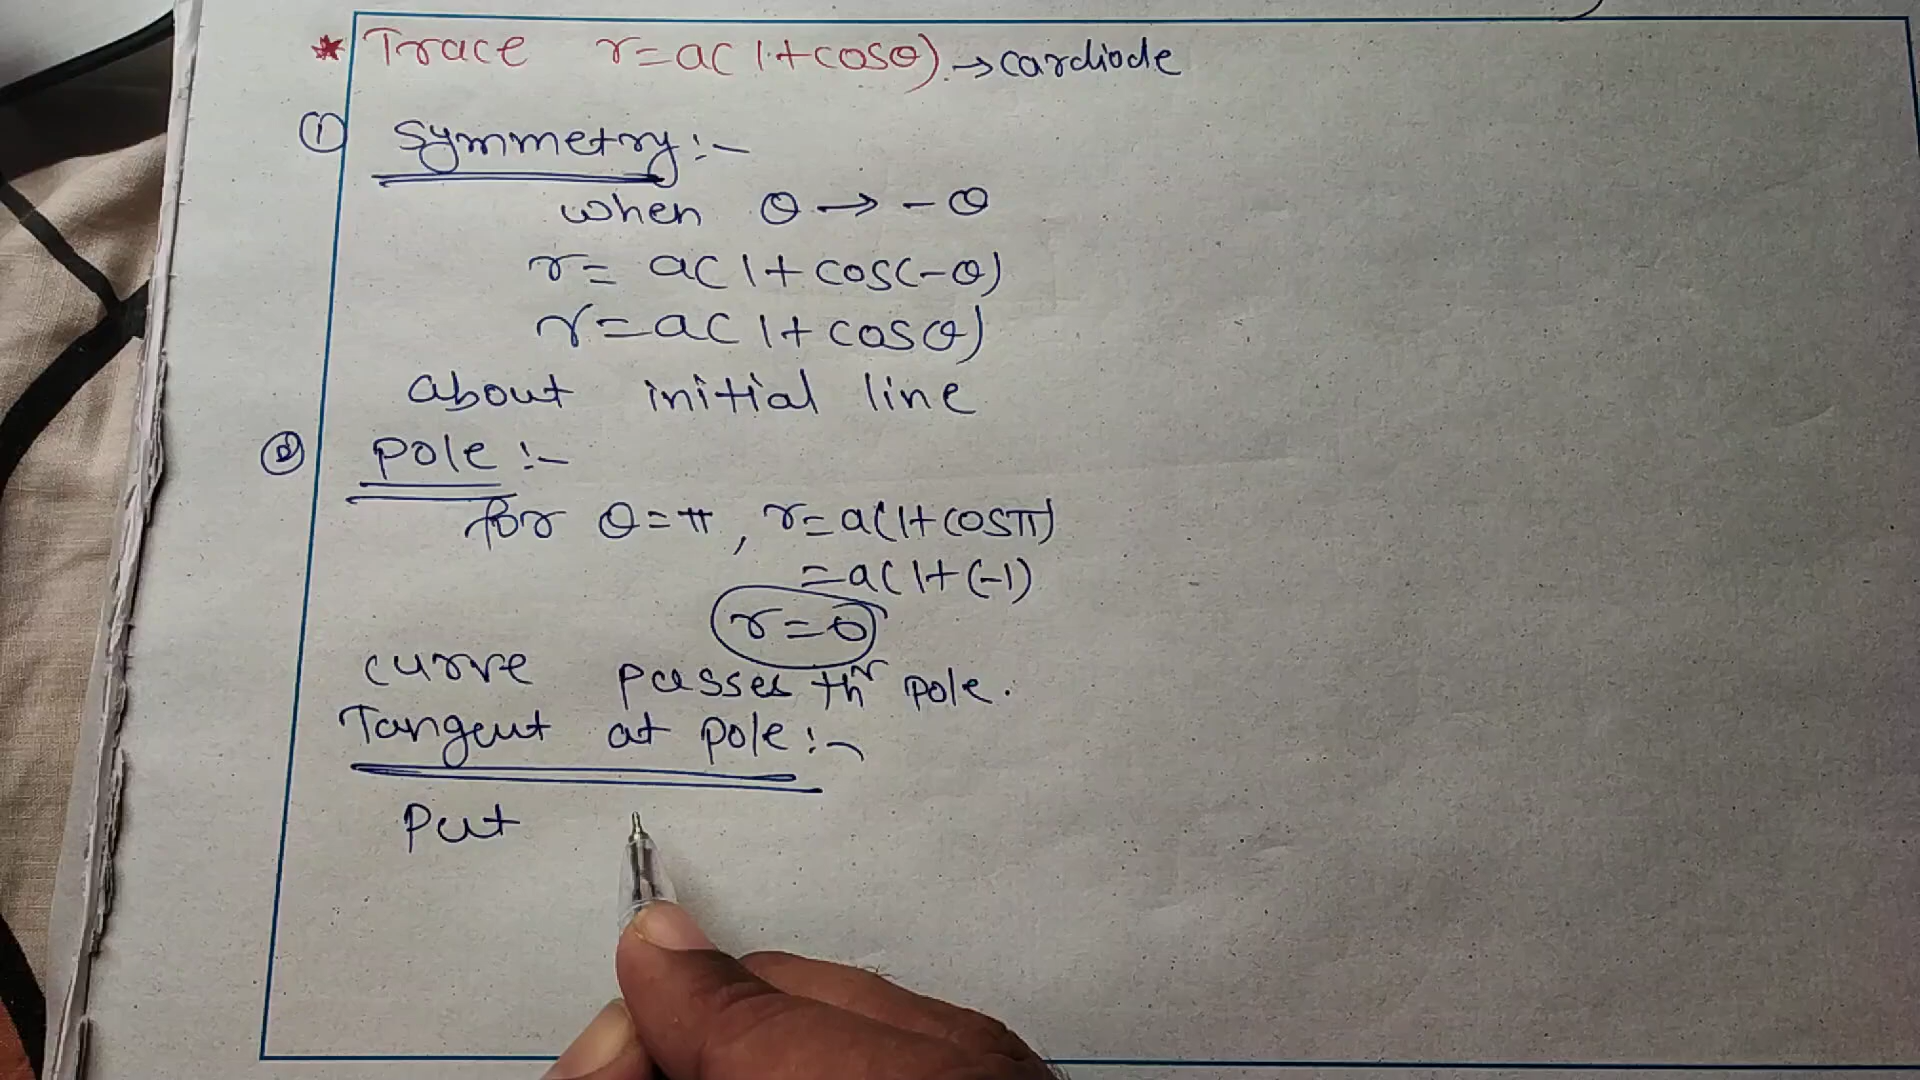 * Trace r=a(1+cosθ). → cardiode
① Symmetry:-
when θ → -θ
r= a(1+cos(-θ)
r=a(1+cosθ)
about initial line
② Pole:-
for θ=π, r=a(1+cosπ)
=a(1+(-1)
r=0
curve passes thr pole.
Tangent at pole:-
Put